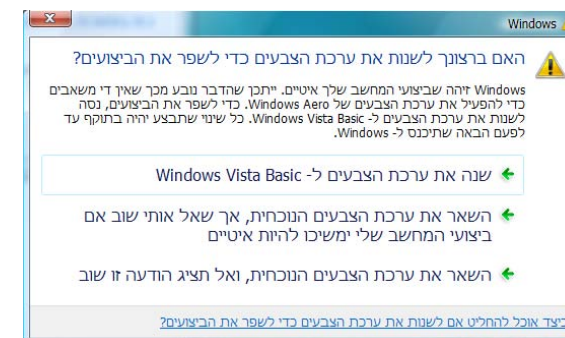 Windows
האם ברצונך לשנות את ערכת הצבעים כדי לשפר את הביצועים?
Windows זיהה שביצועי המחשב שלך איטיים. ייתכן שהדבר נובע מכך שאין די משאבים
כדי להפעיל את ערכת הצבעים של Windows Aero. כדי לשפר את הביצועים, נסה
לשנות את ערכת הצבעים ל- Windows Vista Basic. כל שינוי שתבצע יהיה בתוקף עד
לפעם הבאה שתיכנס ל- Windows.
שנה את ערכת הצבעים ל- Windows Vista Basic
השאר את ערכת הצבעים הנוכחית, אך שאל אותי שוב אם
ביצועי המחשב שלי ימשיכו להיות איטיים
השאר את ערכת הצבעים הנוכחית, ואל תציג הודעה זו שוב
כיצד אוכל להחליט אם לשנות את ערכת הצבעים כדי לשפר את הביצועים?